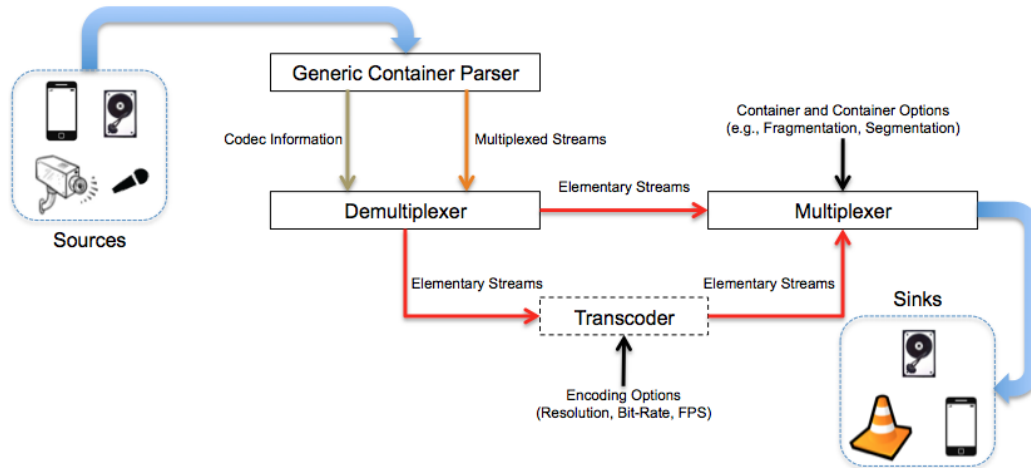 Generic Container Parser
Codec Information
Multiplexed Streams
Container and Container Options
(e.g., Fragmentation, Segmentation)
Sources
Demultiplexer
Elementary Streams
Multiplexer
Elementary Streams
Elementary Streams
Transcoder
Sinks
Encoding Options
(Resolution, Bit-Rate, FPS)